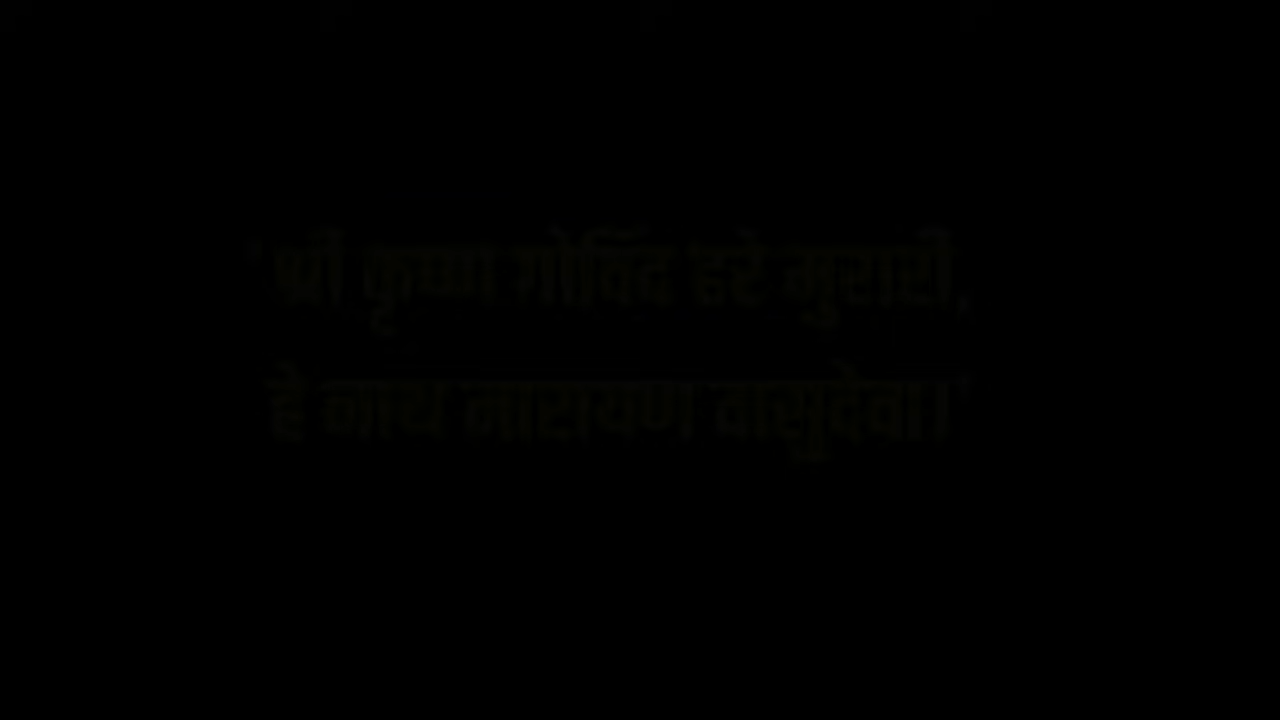 'श्री कृष्ण गोविंद हरे मुरारी,
हे नाथ नारायण वासुदेवा।'